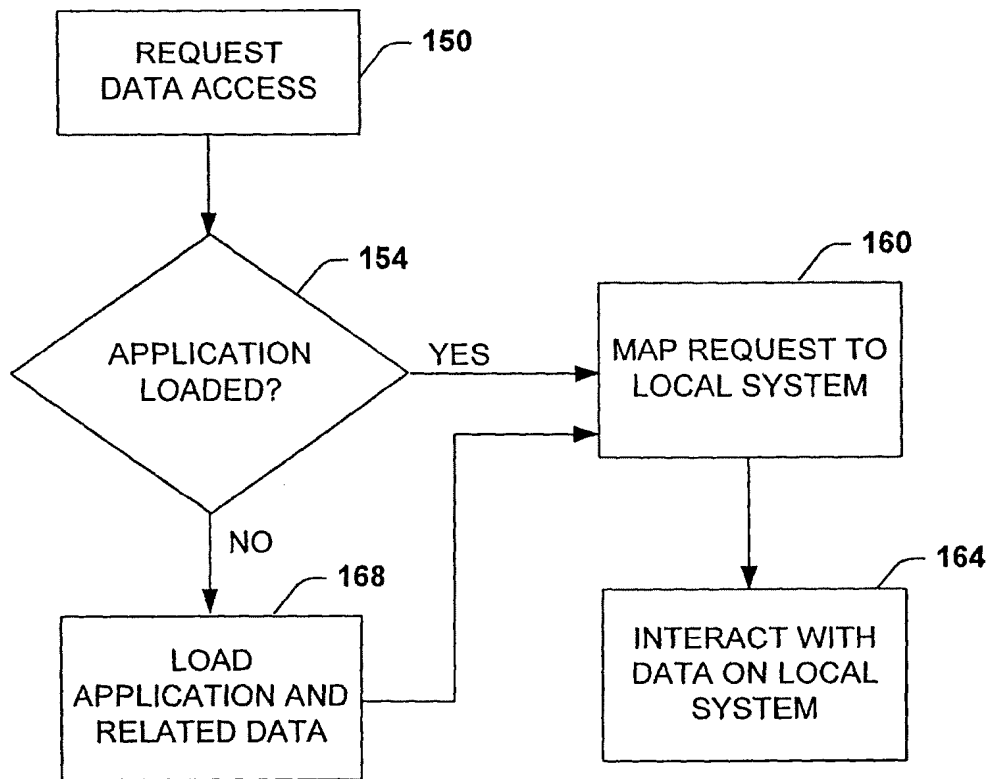 REQUEST
DATA ACCESS
150
APPLICATION
LOADED?
154
YES
MAP REQUEST TO
LOCAL SYSTEM
160
NO
LOAD
APPLICATION AND
RELATED DATA
168
INTERACT WITH
DATA ON LOCAL
SYSTEM
164